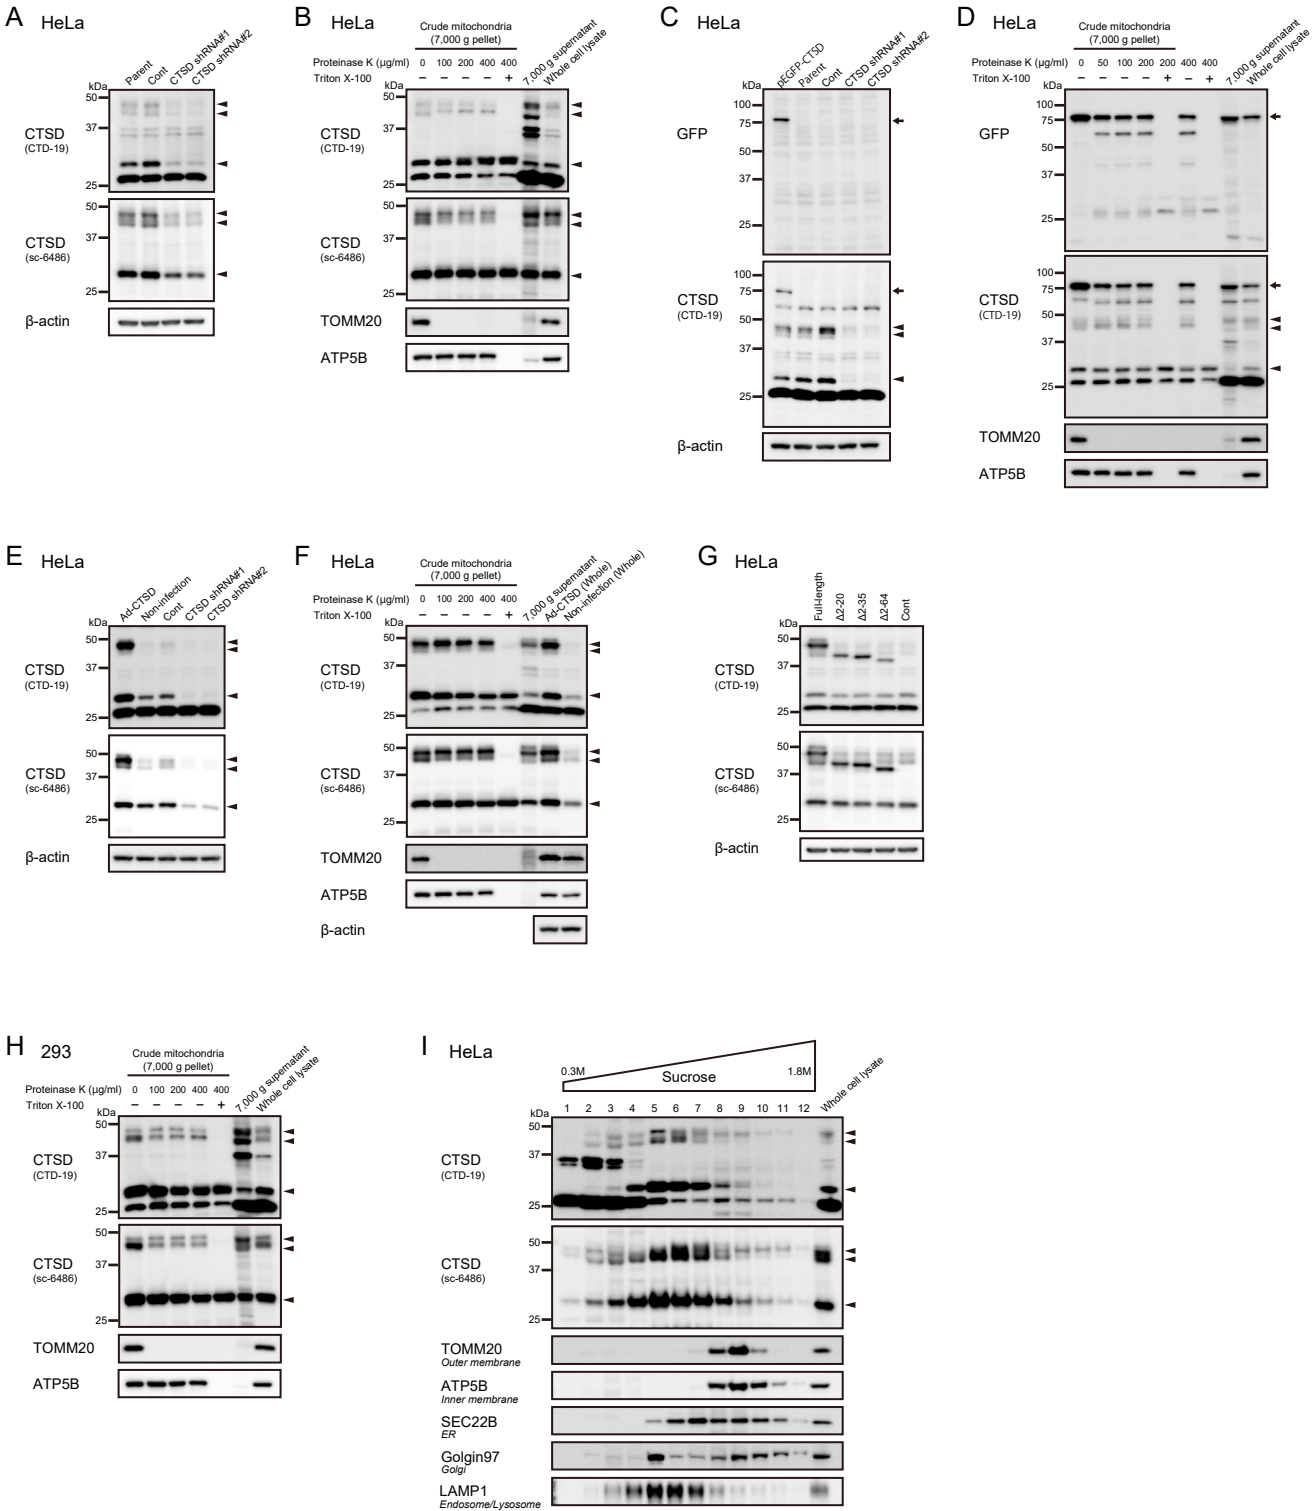 A HeLa
Parent
Cont
CTSD shRNA#1
CTSD shRNA#2
kDa
50
37
25
CTSD
(CTD-19)
50
37
25
CTSD
(sc-6486)
β-actin
B HeLa
Crude mitochondria
(7,000 g pellet)
Proteinase K (μg/ml) 0 100 200 400 400
Triton X-100 – – – – +
7,000 g supernatant
Whole cell lysate
kDa
50
37
25
CTSD
(CTD-19)
50
37
25
CTSD
(sc-6486)
TOMM20
ATP5B
C HeLa
pEGFP-CTSD
Parent
Cont
CTSD shRNA#1
CTSD shRNA#2
kDa
100
75
50
37
25
GFP
100
75
50
37
25
CTSD
(CTD-19)
β-actin
D HeLa
Crude mitochondria
(7,000 g pellet)
Proteinase K (μg/ml) 0 50 100 200 200 400 400
Triton X-100 – – – – + – +
7,000 g supernatant
Whole cell lysate
kDa
100
75
50
37
25
GFP
100
75
50
37
25
CTSD
(CTD-19)
TOMM20
ATP5B
E HeLa
Ad-CTSD
Non-infection
Cont
CTSD shRNA#1
CTSD shRNA#2
kDa
50
37
25
CTSD
(CTD-19)
50
37
25
CTSD
(sc-6486)
β-actin
F HeLa
Crude mitochondria
(7,000 g pellet)
Proteinase K (μg/ml) 0 100 200 400 400
Triton X-100 – – – – +
7,000 g supernatant
Ad-CTSD (Whole)
Non-infection (Whole)
kDa
50
37
25
CTSD
(CTD-19)
50
37
25
CTSD
(sc-6486)
TOMM20
ATP5B
β-actin
G HeLa
Full-length
Δ2-20
Δ2-35
Δ2-64
Cont
kDa
50
37
25
CTSD
(CTD-19)
50
37
25
CTSD
(sc-6486)
β-actin
H 293
Crude mitochondria
(7,000 g pellet)
Proteinase K (μg/ml) 0 100 200 400 400
Triton X-100 – – – – +
7,000 g supernatant
Whole cell lysate
kDa
50
37
25
CTSD
(CTD-19)
50
37
25
CTSD
(sc-6486)
TOMM20
ATP5B
I HeLa
0.3M Sucrose 1.8M
1 2 3 4 5 6 7 8 9 10 11 12 Whole cell lysate
kDa
50
37
25
CTSD
(CTD-19)
50
37
25
CTSD
(sc-6486)
TOMM20
Outer membrane
ATP5B
Inner membrane
SEC22B
ER
Golgin97
Golgi
LAMP1
Endosome/Lysosome